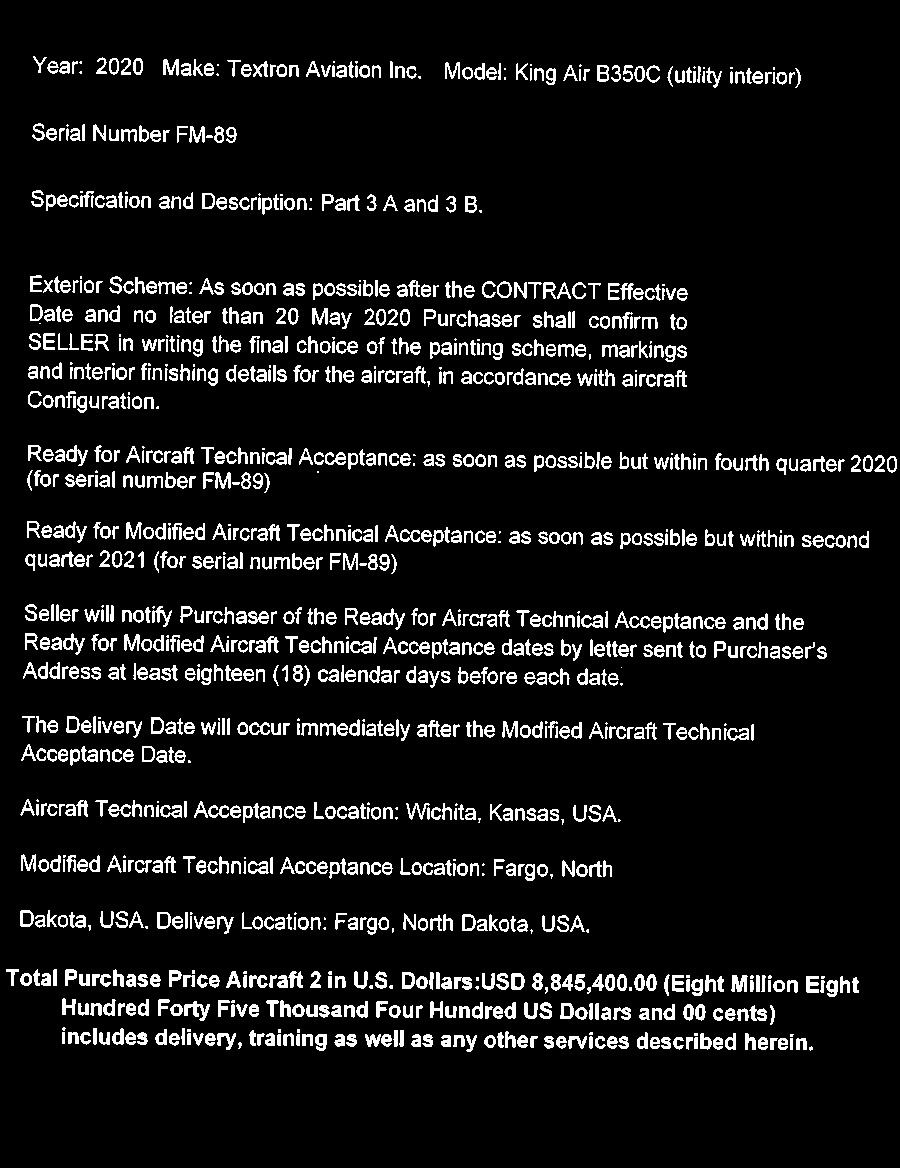 Year: 2020 Make: Textron Aviation Inc. Model: King Air B350C (utility interior)
Serial Number FM-89
Specification and Description: Part 3 A and 3 B.
Exterior Scheme: As soon as possible after the CONTRACT Effective
Date and no later than 20 May 2020 Purchaser shall confirm to
SELLER in writing the final choice of the painting scheme, markings
and interior finishing details for the aircraft, in accordance with aircraft
Configuration.
Ready for Aircraft Technical Acceptance: as soon as possible but within fourth quarter 2020
(for serial number FM-89)
Ready for Modified Aircraft Technical Acceptance: as soon as possible but within second
quarter 2021 (for serial number FM-89)
Seller will notify Purchaser of the Ready for Aircraft Technical Acceptance and the
Ready for Modified Aircraft Technical Acceptance dates by letter sent to Purchaser's
Address at least eighteen (18) calendar days before each date.
The Delivery Date will occur immediately after the Modified Aircraft Technical
Acceptance Date.
Aircraft Technical Acceptance Location: Wichita, Kansas, USA.
Modified Aircraft Technical Acceptance Location: Fargo, North
Dakota, USA. Delivery Location: Fargo, North Dakota, USA.
Total Purchase Price Aircraft 2 in U.S. Dollars:USD 8,845,400.00 (Eight Million Eight
Hundred Forty Five Thousand Four Hundred US Dollars and 00 cents)
includes delivery, training as well as any other services described herein.